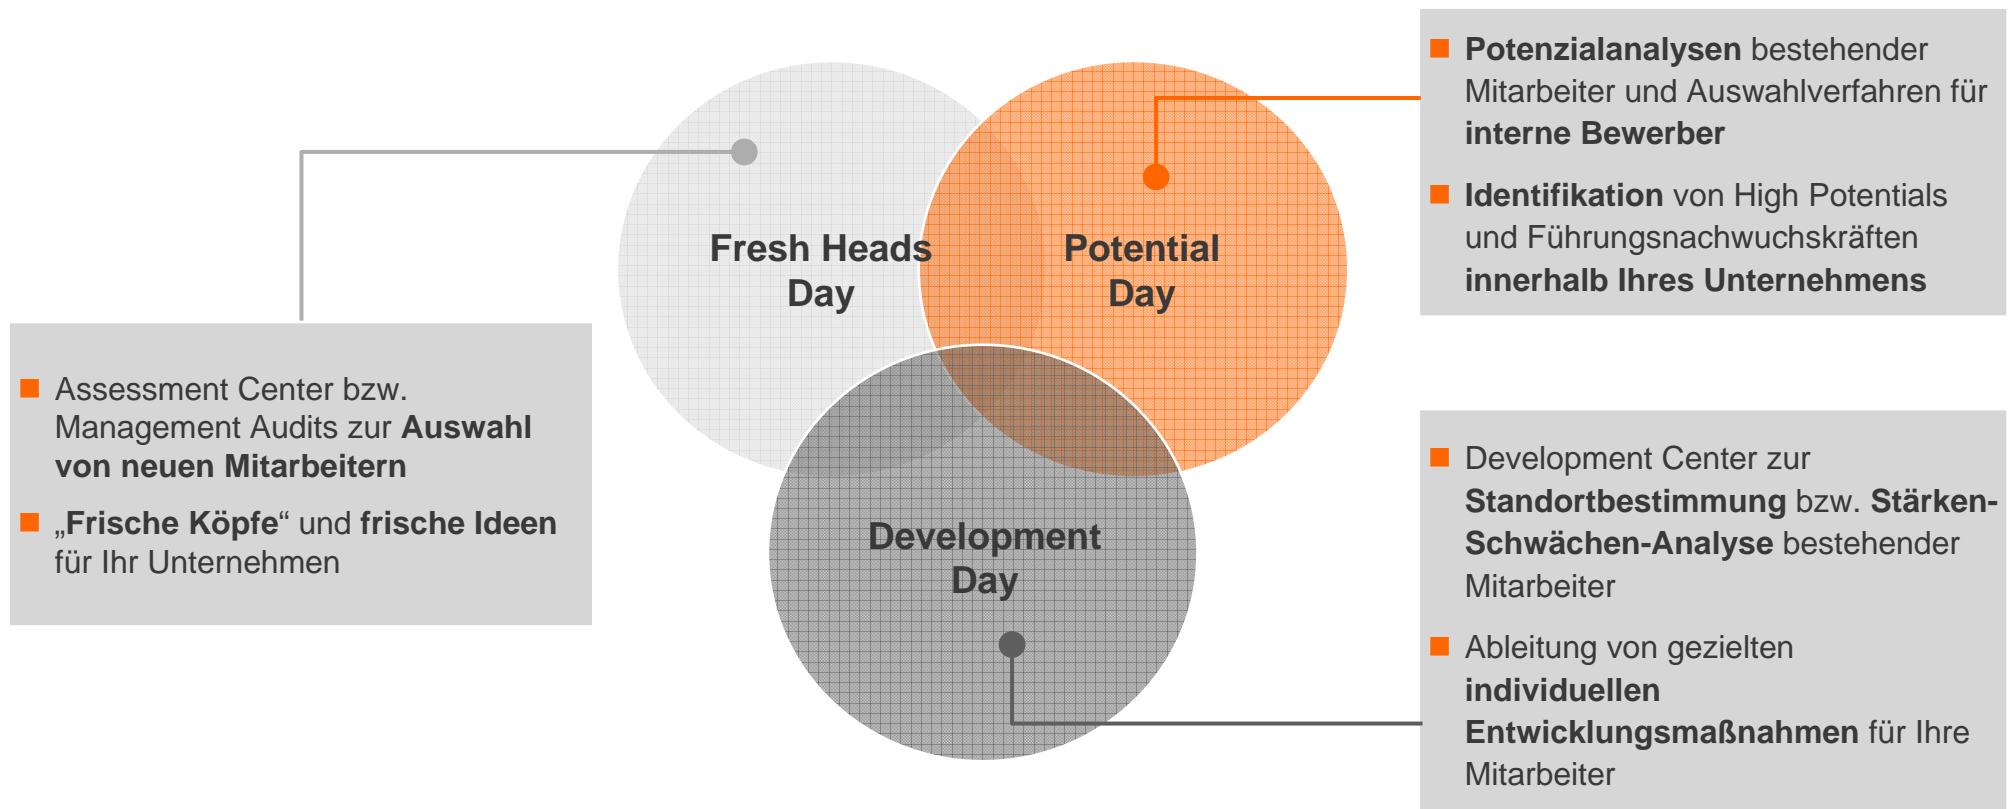 Fresh Heads
Day
Potential
Day
Development
Day
Assessment Center bzw.
Management Audits zur Auswahl
von neuen Mitarbeitern
„Frische Köpfe“ und frische Ideen
für Ihr Unternehmen
Potenzialanalysen bestehender
Mitarbeiter und Auswahlverfahren für
interne Bewerber
Identifikation von High Potentials
und Führungsnachwuchskräften
innerhalb Ihres Unternehmens
Development Center zur
Standortbestimmung bzw. Stärken-
Schwächen-Analyse bestehender
Mitarbeiter
Ableitung von gezielten
individuellen
Entwicklungsmaßnahmen für Ihre
Mitarbeiter